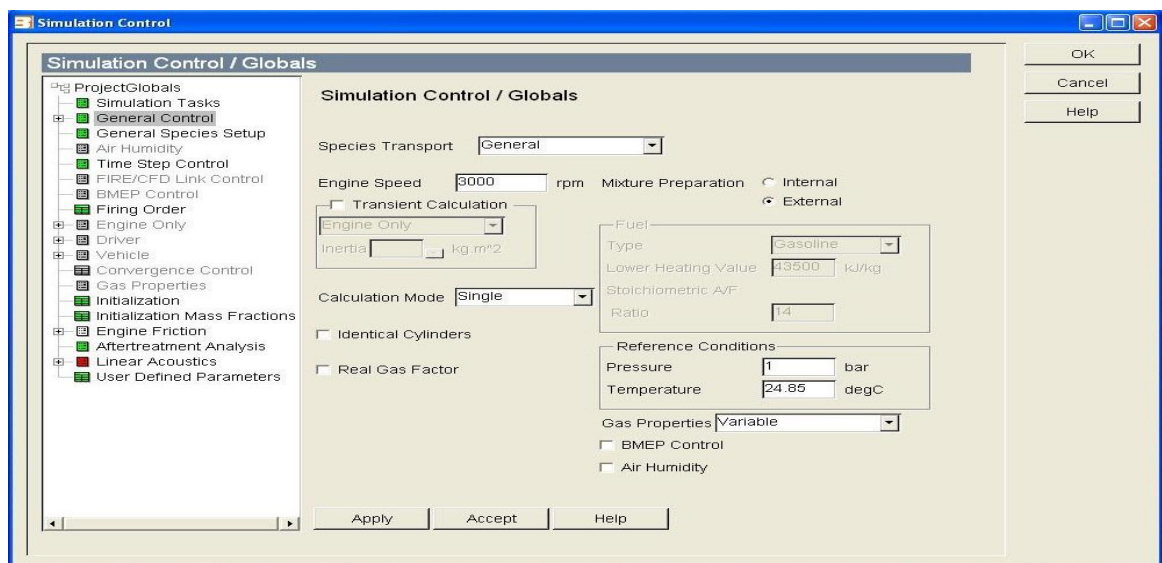 Simulation Control
Simulation Control / Globals
OK
Cancel
Help
ProjectGlobals
Simulation Tasks
General Control
General Species Setup
Air Humidity
Time Step Control
FIRE/CFD Link Control
BMEP Control
Firing Order
Engine Only
Driver
Vehicle
Convergence Control
Gas Properties
Initialization
Initialization Mass Fractions
Engine Friction
Aftertreatment Analysis
Linear Acoustics
User Defined Parameters
Simulation Control / Globals
Species Transport General
Engine Speed 3000 rpm
Transient Calculation
Engine Only
Inertia ... kg.m^2
Calculation Mode Single
Identical Cylinders
Real Gas Factor
Mixture Preparation Internal
External
Fuel
Type Gasoline
Lower Heating Value 43500 kJ/kg
Stoichiometric A/F
Ratio 14
Reference Conditions
Pressure 1 bar
Temperature 24.85 degC
Gas Properties Variable
BMEP Control
Air Humidity
Apply Accept Help